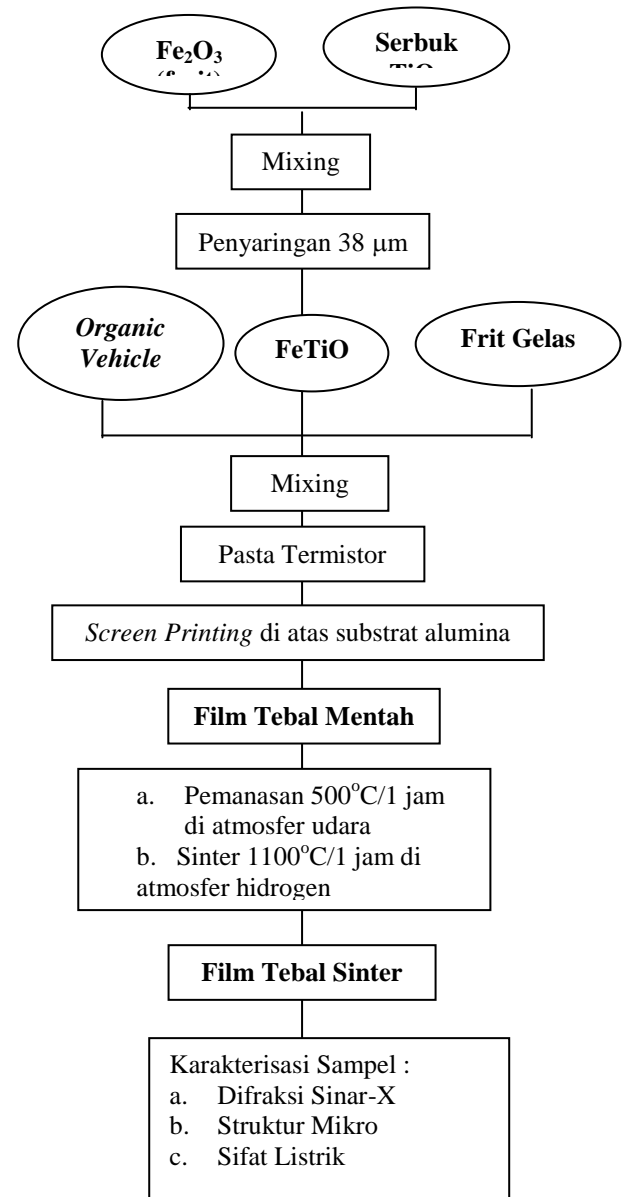 Fe₂O₃
Serbuk
Mixing
Penyaringan 38 μm
Organic
Vehicle
FeTiO
Frit Gelas
Mixing
Pasta Termistor
Screen Printing di atas substrat alumina
Film Tebal Mentah
a. Pemanasan 500°C/1 jam
di atmosfer udara
b. Sinter 1100°C/1 jam di
atmosfer hidrogen
Film Tebal Sinter
Karakterisasi Sampel :
a. Difraksi Sinar-X
b. Struktur Mikro
c. Sifat Listrik